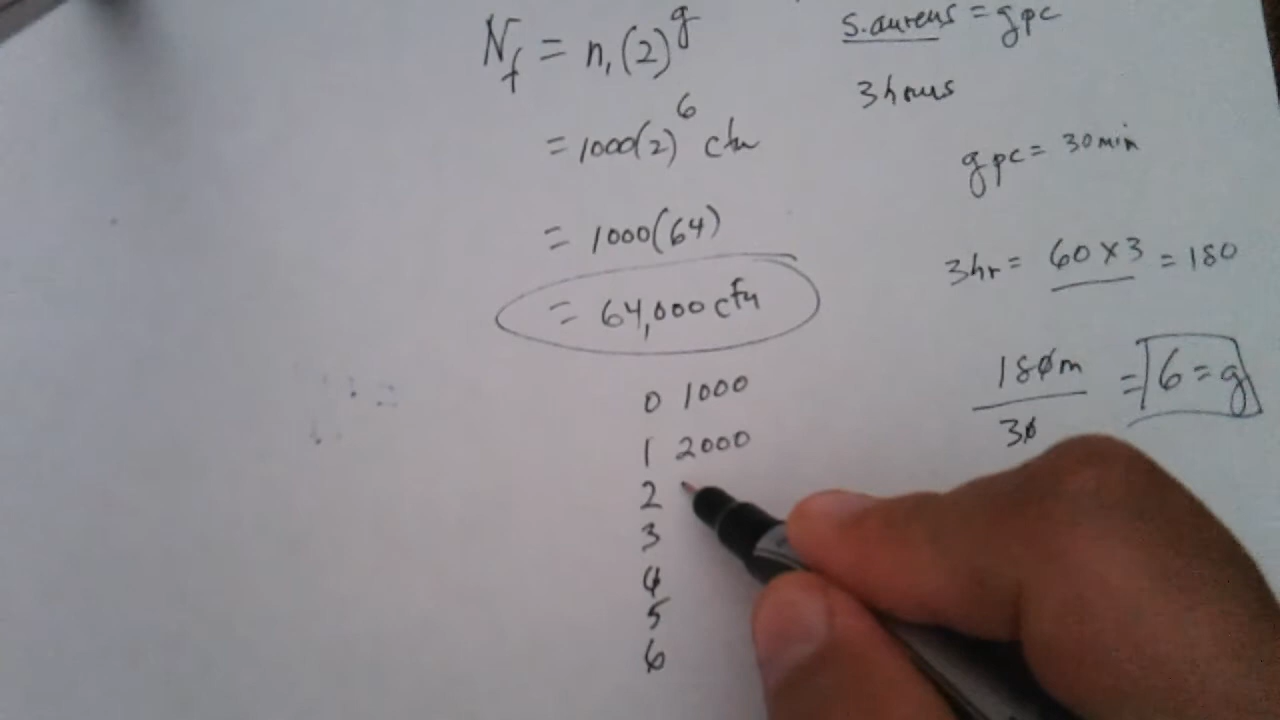 N_f = n₁(2)^g
= 1000(2)^6 cfu
= 1000(64)
= 64,000 cfu
0 1000
1 2000
2
3
4
5
6
S.aureus = gpc
3 hours
gpc = 30 min
3hr = 60 x 3 = 180
180m / 30 = 6 = g